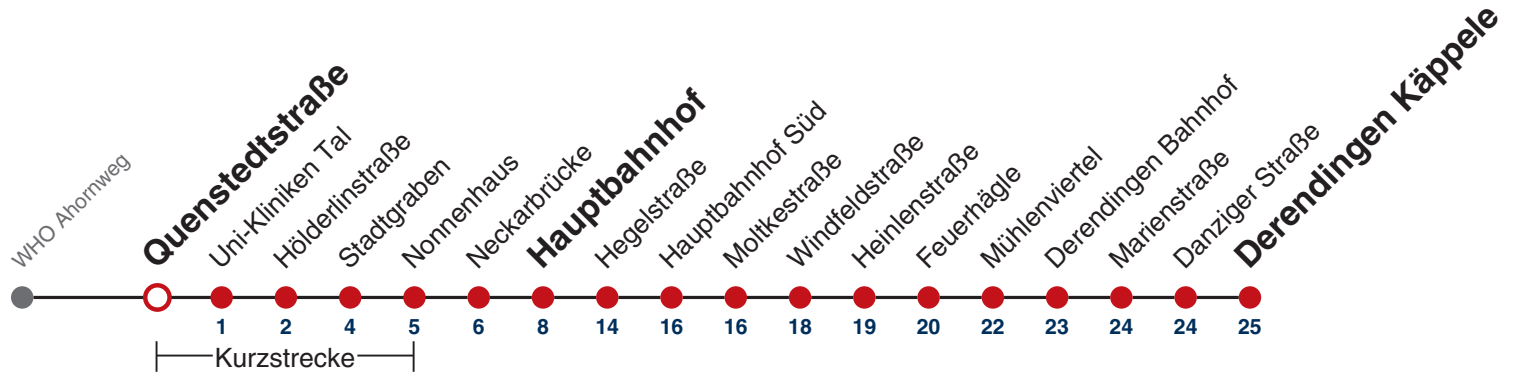 WHO Ahornweg
Quenstedtstraße
Uni-Kliniken Tal
Hölderlinstraße
Stadtgraben
Nonnenhaus
Neckarbrücke
Hauptbahnhof
Hegelstraße
Hauptbahnhof Süd
Moltkestraße
Windfeldstraße
Heinlenstraße
Feuerhägle
Mühlenviertel
Derendingen Bahnhof
Marienstraße
Danziger Straße
Derendingen Käppele
1 2 4 5 6 8 14 16 16 18 19 20 22 23 24 24 25
Kurzstrecke